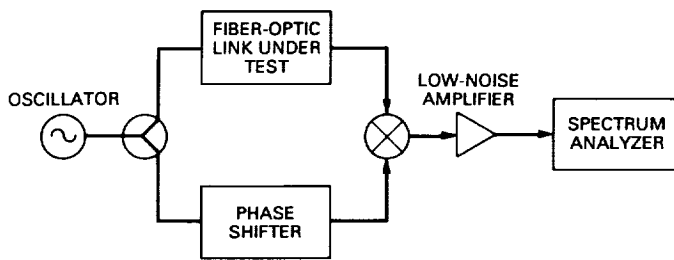 FIBER-OPTIC
LINK UNDER
TEST
OSCILLATOR
LOW-NOISE
AMPLIFIER
SPECTRUM
ANALYZER
PHASE
SHIFTER